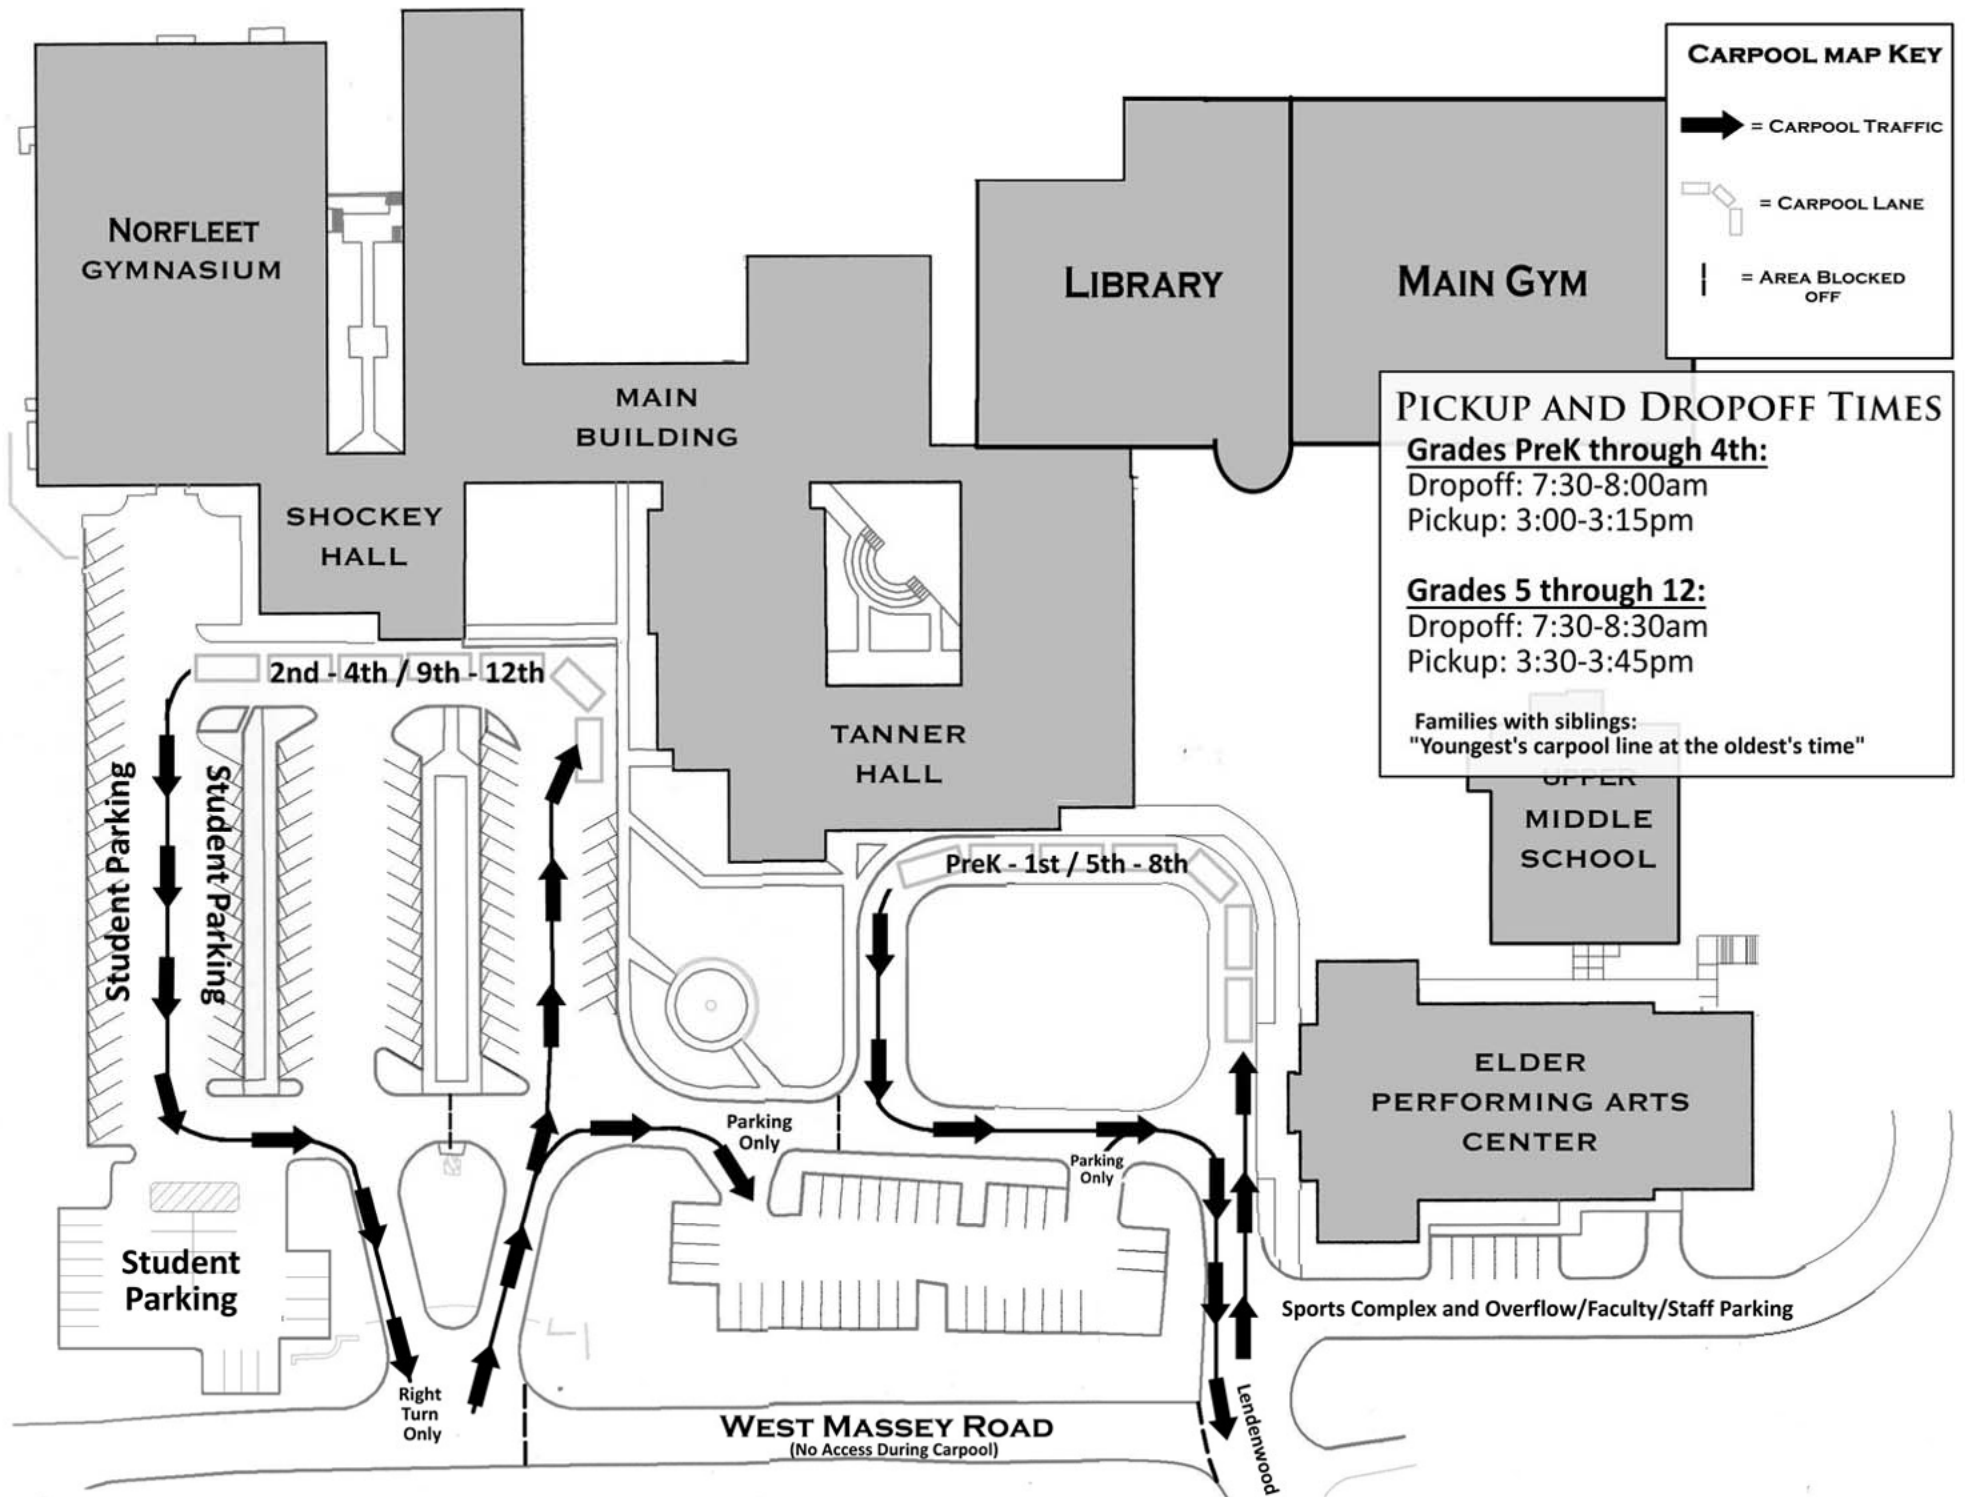 CARPOOL MAP KEY
= CARPOOL TRAFFIC
= CARPOOL LANE
= AREA BLOCKED
OFF
NORFLEET
GYMNASIUM
LIBRARY
MAIN GYM
MAIN
BUILDING
SHOCKEY
HALL
PICKUP AND DROPOFF TIMES
Grades PreK through 4th:
Dropoff: 7:30-8:00am
Pickup: 3:00-3:15pm
Grades 5 through 12:
Dropoff: 7:30-8:30am
Pickup: 3:30-3:45pm
Families with siblings:
"Youngest's carpool line at the oldest's time"
2nd - 4th / 9th - 12th
TANNER
HALL
UPPER
MIDDLE
SCHOOL
Student Parking
Student Parking
PreK - 1st / 5th - 8th
ELDER
PERFORMING ARTS
CENTER
Parking
Only
Parking
Only
Student
Parking
Sports Complex and Overflow/Faculty/Staff Parking
Right
Turn
Only
WEST MASSEY ROAD
(No Access During Carpool)
Lendenwood